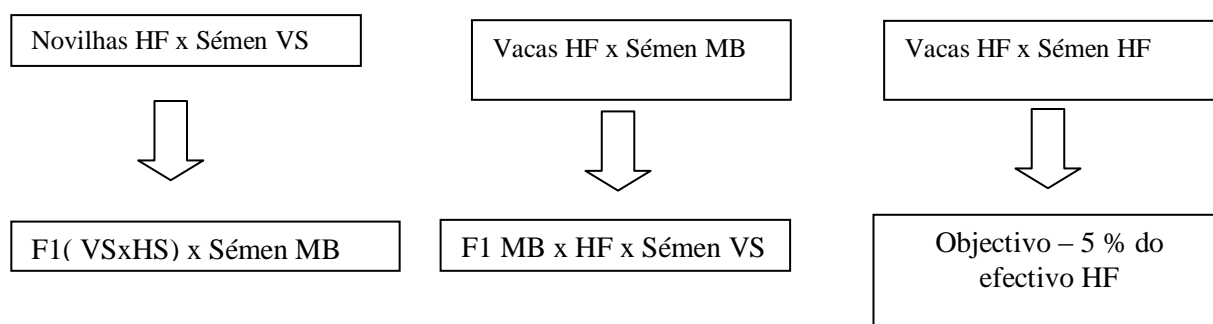 Novilhas HF x Sémen VS
Vacas HF x Sémen MB
Vacas HF x Sémen HF
F1( VSxHS) x Sémen MB
F1 MB x HF x Sémen VS
Objectivo – 5 % do
efectivo HF